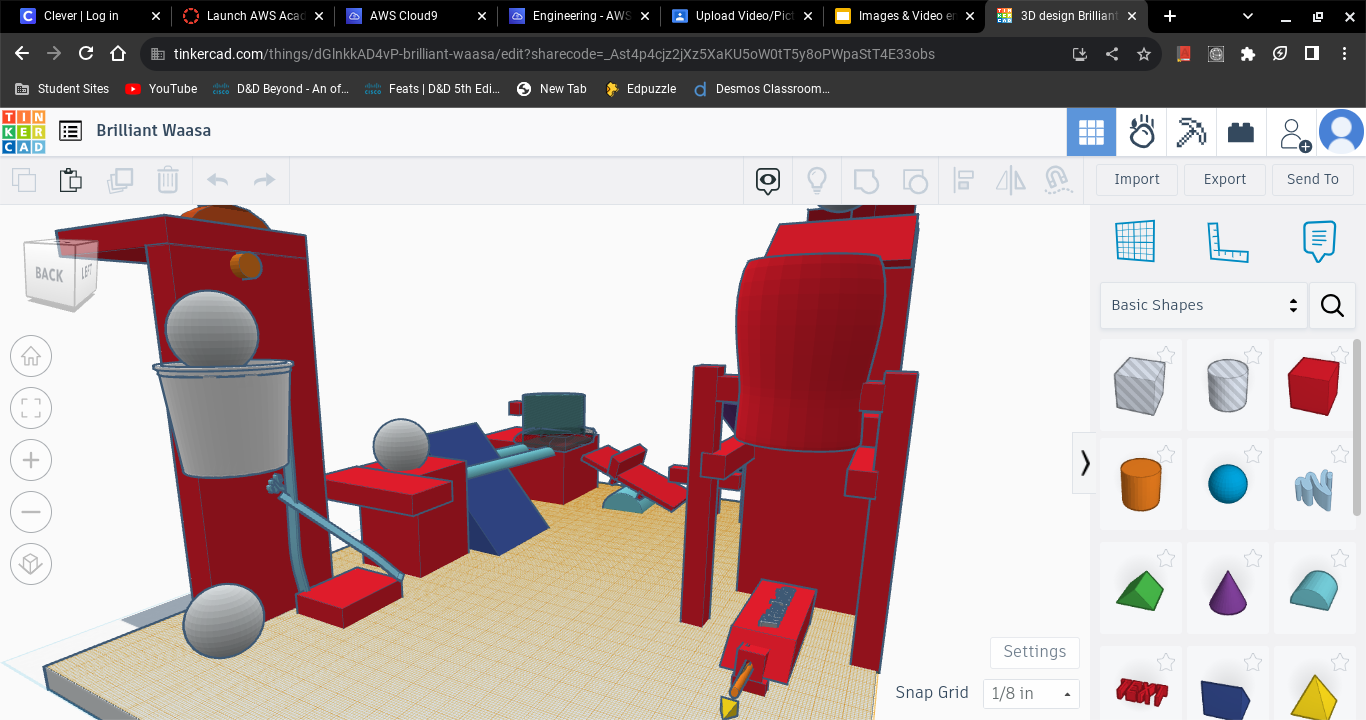 Clever | Log in
Launch AWS Acad
AWS Cloud9
Engineering - AWS
Upload Video/Pict
Images & Video en
3D design Brilliant
tinkercad.com/things/dGlnkkAD4vP-brilliant-waasa/edit?sharecode=_Ast4p4cjz2jXz5XaKU5oW0tT5y8oPWpaStT4E33obs
Student Sites
YouTube
D&D Beyond - An of...
Feats | D&D 5th Edi...
New Tab
Edpuzzle
Desmos Classroom...
TIN
KER
CAD
Brilliant Waasa
Import
Export
Send To
BACK
LEFT
Basic Shapes
TEXT
Settings
Snap Grid
1/8 in